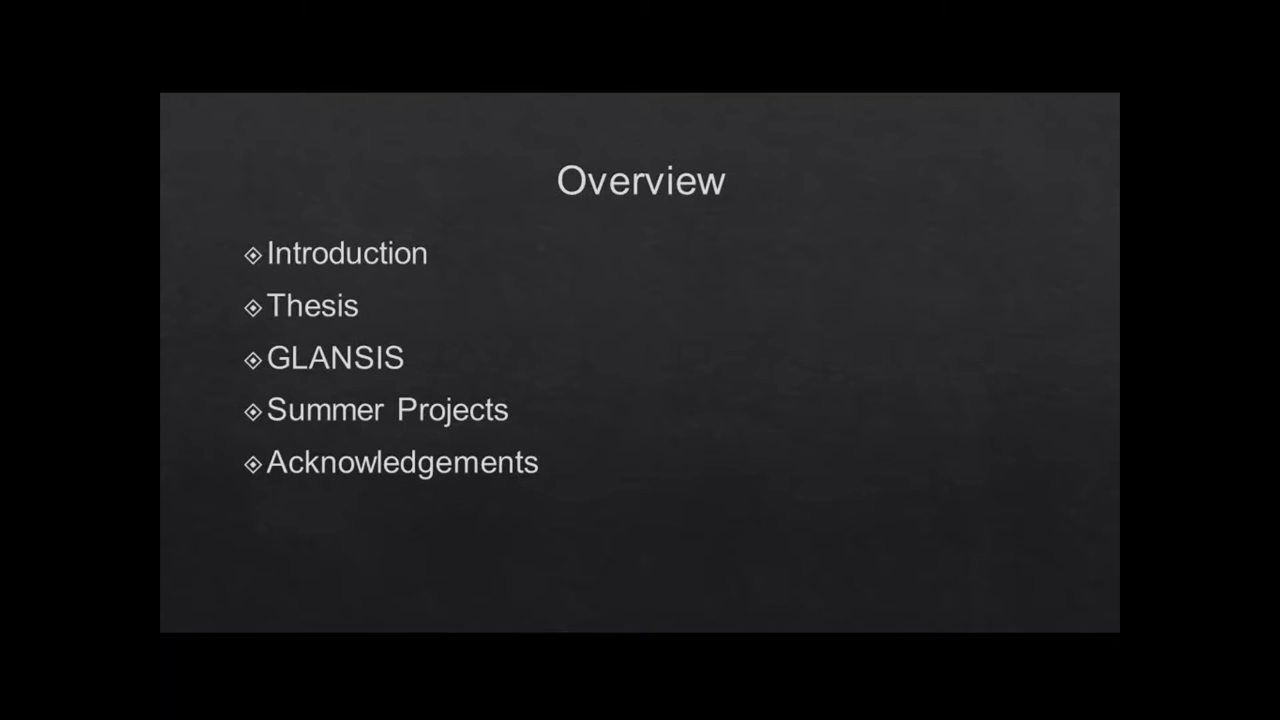 Overview
Introduction
Thesis
GLANSIS
Summer Projects
Acknowledgements